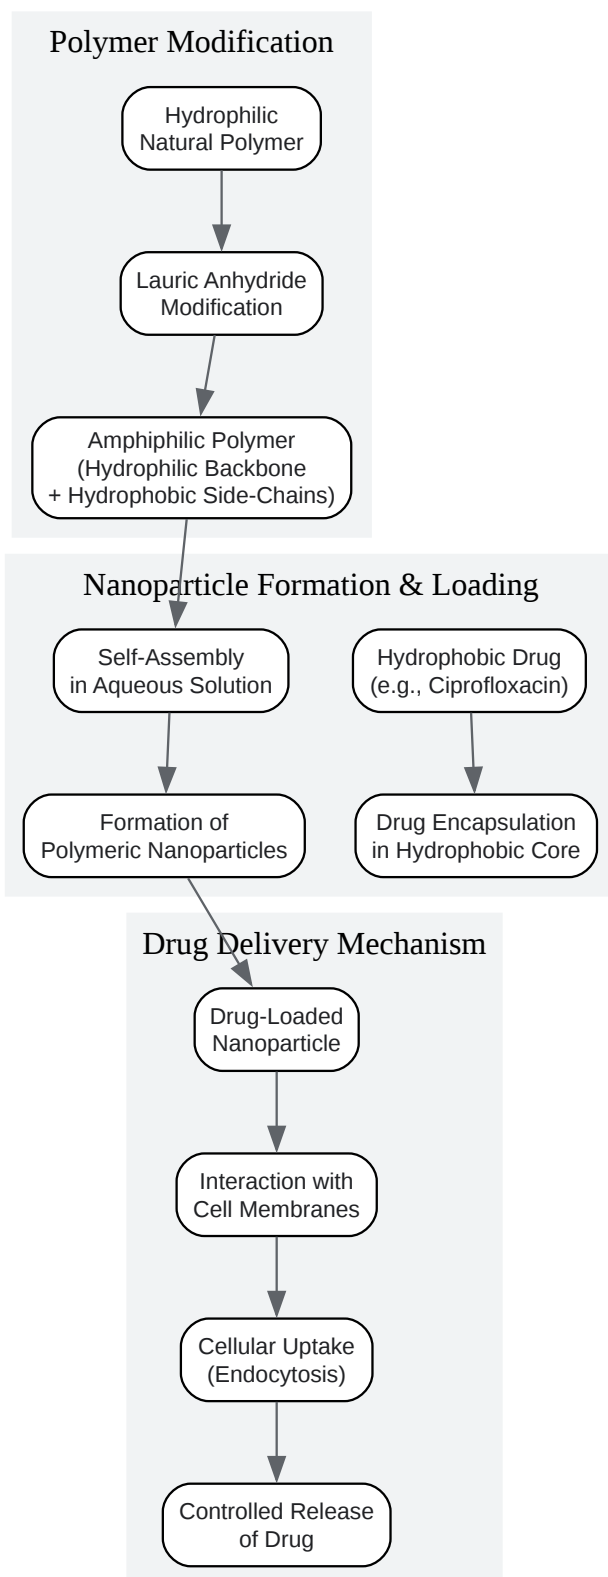 Polymer Modification
Hydrophilic
Natural Polymer
Lauric Anhydride
Modification
Amphiphilic Polymer
(Hydrophilic Backbone
+ Hydrophobic Side-Chains)
Nanoparticle Formation & Loading
Self-Assembly
in Aqueous Solution
Hydrophobic Drug
(e.g., Ciprofloxacin)
Formation of
Polymeric Nanoparticles
Drug Encapsulation
in Hydrophobic Core
Drug Delivery Mechanism
Drug-Loaded
Nanoparticle
Interaction with
Cell Membranes
Cellular Uptake
(Endocytosis)
Controlled Release
of Drug